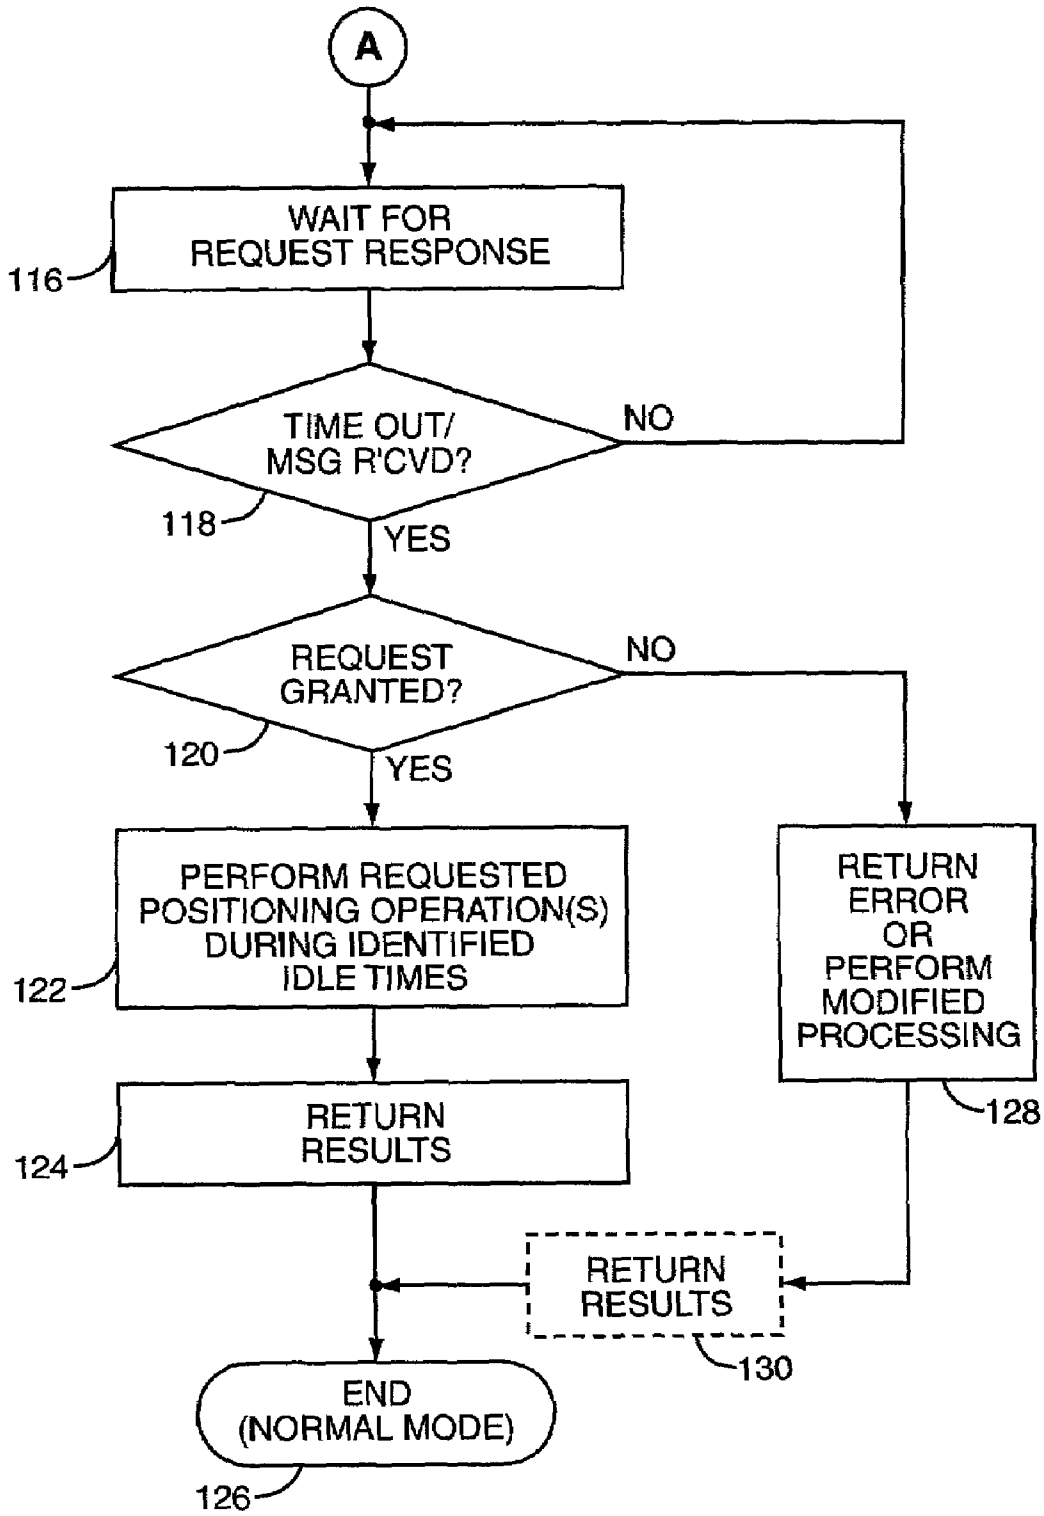 A
WAIT FOR
REQUEST RESPONSE
116
TIME OUT/
MSG R'CVD?
NO
118
YES
REQUEST
GRANTED?
NO
120
YES
PERFORM REQUESTED
POSITIONING OPERATION(S)
DURING IDENTIFIED
IDLE TIMES
122
RETURN
ERROR
OR
PERFORM
MODIFIED
PROCESSING
128
RETURN
RESULTS
124
RETURN
RESULTS
130
END
(NORMAL MODE)
126